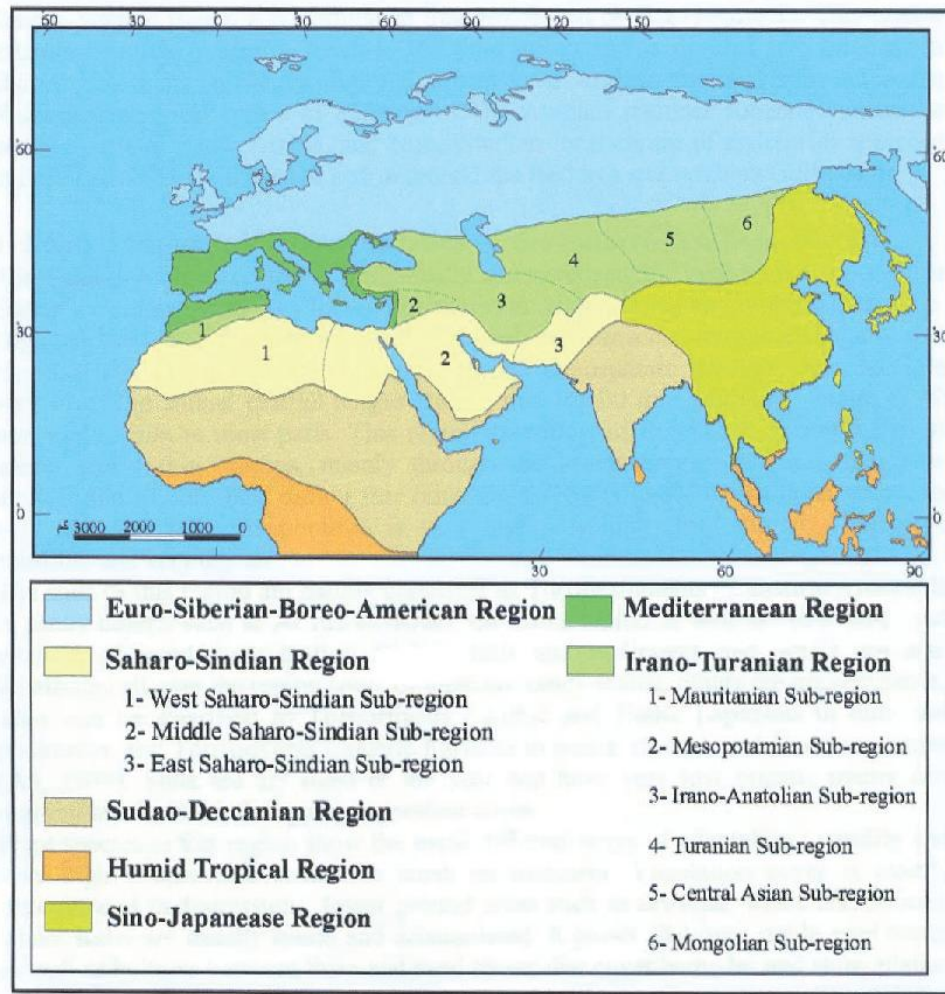 50 0 50 60 90 120 150
60 60
30 30
0 0
1 1 2 2 3 3 4 5 6
3000 2000 1000 0
30 60 90
Euro-Siberian-Boreo-American Region
Mediterranean Region
Saharo-Sindian Region
1- West Saharo-Sindian Sub-region
2- Middle Saharo-Sindian Sub-region
3- East Saharo-Sindian Sub-region
Sudao-Deccanian Region
Humid Tropical Region
Sino-Japanease Region
Irano-Turanian Region
1- Mauritanian Sub-region
2- Mesopotamian Sub-region
3- Irano-Anatolian Sub-region
4- Turanian Sub-region
5- Central Asian Sub-region
6- Mongolian Sub-region